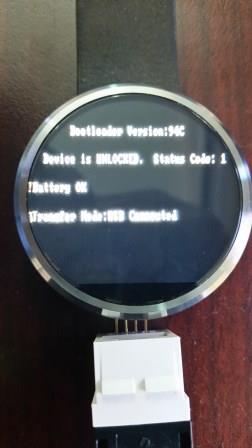 Bootloader Version:94C
Device is UNLOCKED. Status Code: 1
Battery OK
Transfer Mode:USB Connected